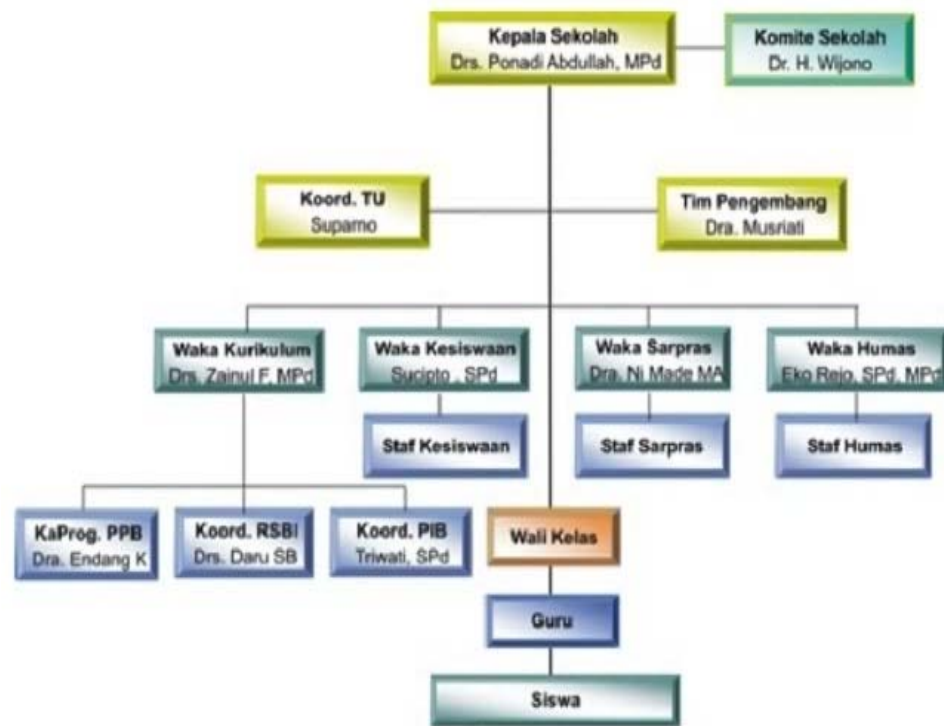 Kepala Sekolah
Drs. Ponadi Abdullah, MPd
Komite Sekolah
Dr. H. Wijono
Koord. TU
Suparno
Tim Pengembang
Dra. Musriati
Waka Kurikulum
Drs. Zainul F. MPd
Waka Kesiswaan
Sucipto , SPd
Waka Sarpras
Dra. Ni Made MA
Waka Humas
Eko Rejo, SPd, MPd
Staf Kesiswaan
Staf Sarpras
Staf Humas
KaProg. PPB
Dra. Endang K
Koord. RSBI
Drs. Daru SB
Koord. PIB
Triwati, SPd
Wali Kelas
Guru
Siswa